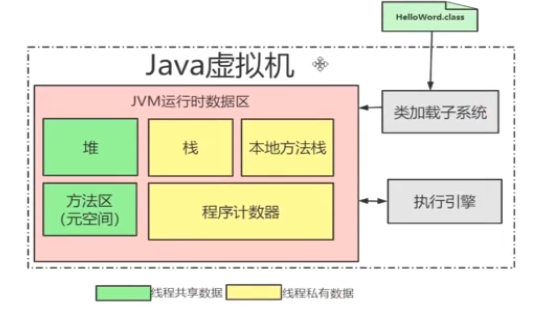 HelloWord.class
Java虚拟机
JVM运行时数据区
类加载子系统
堆
栈
本地方法栈
方法区
（元空间）
程序计数器
执行引擎
线程共享数据
线程私有数据